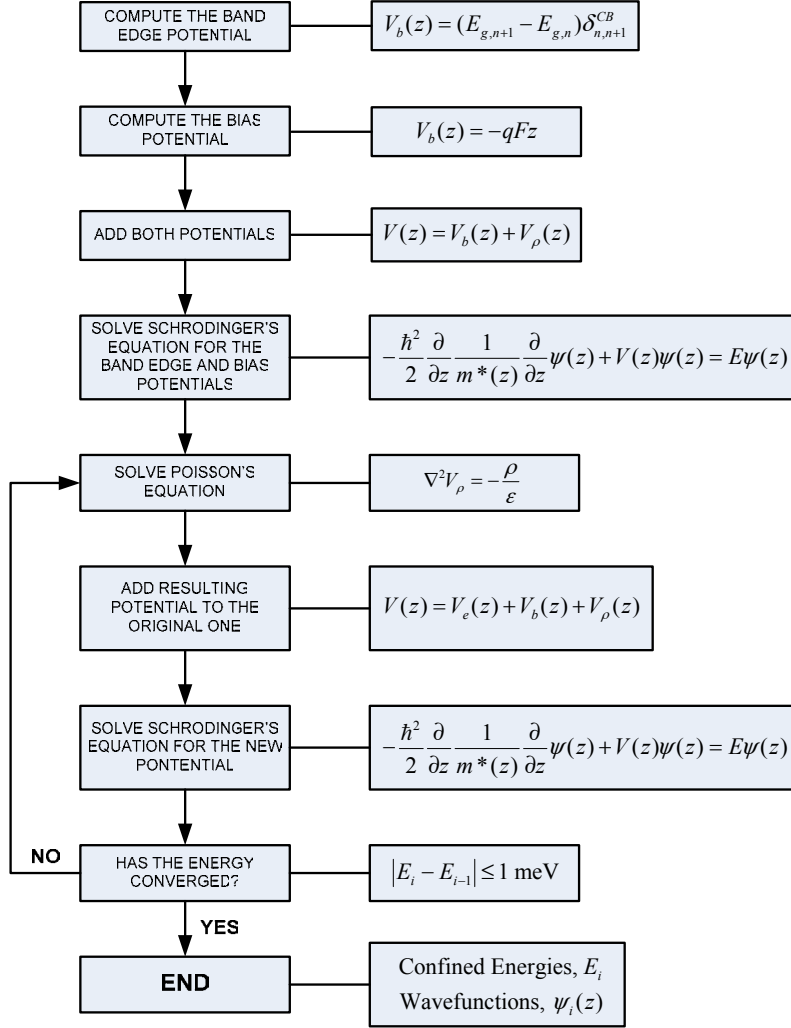 COMPUTE THE BAND
EDGE POTENTIAL
V_b(z) = (E_{g,n+1} − E_{g,n})δ^{CB}_{n,n+1}
COMPUTE THE BIAS
POTENTIAL
V_b(z) = −qFz
ADD BOTH POTENTIALS
V(z) = V_b(z) + V_ρ(z)
SOLVE SCHRODINGER'S
EQUATION FOR THE
BAND EDGE AND BIAS
POTENTIALS
−ħ²/2 ∂/∂z 1/m*(z) ∂/∂z ψ(z) + V(z)ψ(z) = Eψ(z)
SOLVE POISSON'S
EQUATION
∇²V_ρ = −ρ/ε
ADD RESULTING
POTENTIAL TO THE
ORIGINAL ONE
V(z) = V_e(z) + V_b(z) + V_ρ(z)
SOLVE SCHRODINGER'S
EQUATION FOR THE NEW
PONTENTIAL
−ħ²/2 ∂/∂z 1/m*(z) ∂/∂z ψ(z) + V(z)ψ(z) = Eψ(z)
NO
HAS THE ENERGY
CONVERGED?
|E_i − E_{i−1}| ≤ 1 meV
YES
END
Confined Energies, E_i
Wavefunctions, ψ_i(z)